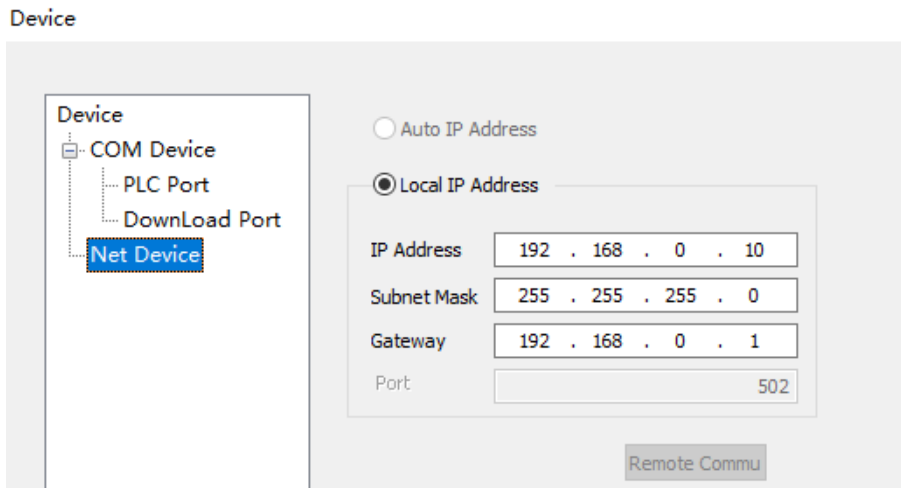 Device
Device
COM Device
PLC Port
DownLoad Port
Net Device
Auto IP Address
Local IP Address
IP Address 192 . 168 . 0 . 10
Subnet Mask 255 . 255 . 255 . 0
Gateway 192 . 168 . 0 . 1
Port 502
Remote Commu